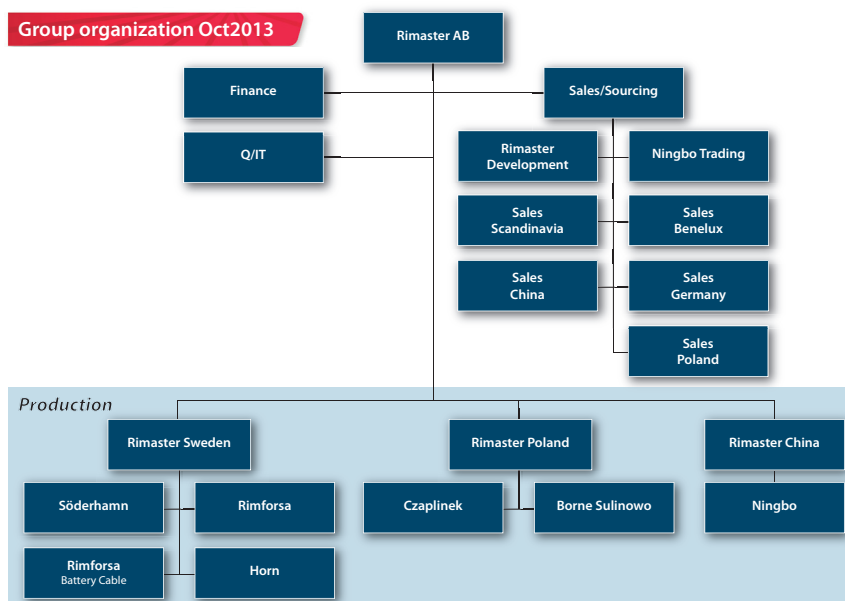 Group organization Oct2013
Rimaster AB
Finance
Sales/Sourcing
Q/IT
Rimaster
Development
Ningbo Trading
Sales
Scandinavia
Sales
Benelux
Sales
China
Sales
Germany
Sales
Poland
Production
Rimaster Sweden
Rimaster Poland
Rimaster China
Söderhamn
Rimforsa
Czaplinek
Borne Sulinowo
Ningbo
Rimforsa
Battery Cable
Horn